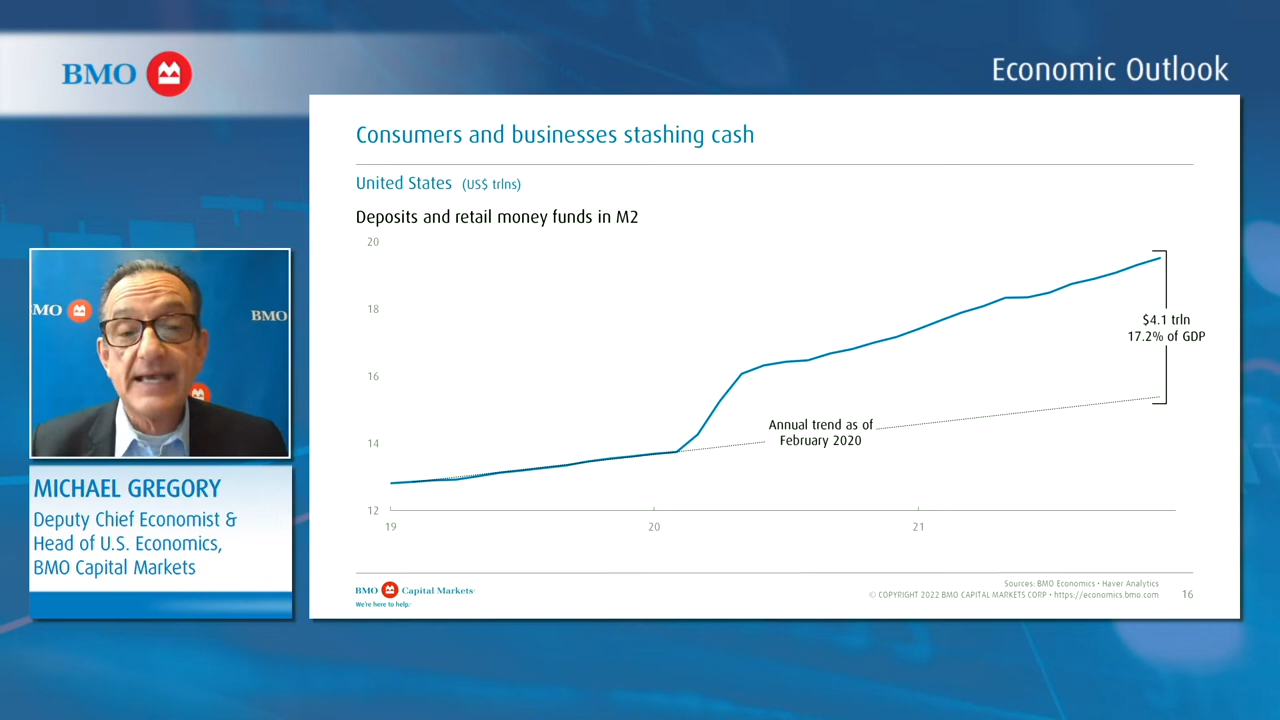 BMO
Economic Outlook
Consumers and businesses stashing cash
United States (US$ trlns)
Deposits and retail money funds in M2
20
18
16
14
12
19
20
21
$4.1 trln
17.2% of GDP
Annual trend as of
February 2020
MO
BMO
MICHAEL GREGORY
Deputy Chief Economist &
Head of U.S. Economics,
BMO Capital Markets
BMO Capital Markets
We're here to help.
Sources: BMO Economics • Haver Analytics
© COPYRIGHT 2022 BMO CAPITAL MARKETS CORP • https://economics.bmo.com
16